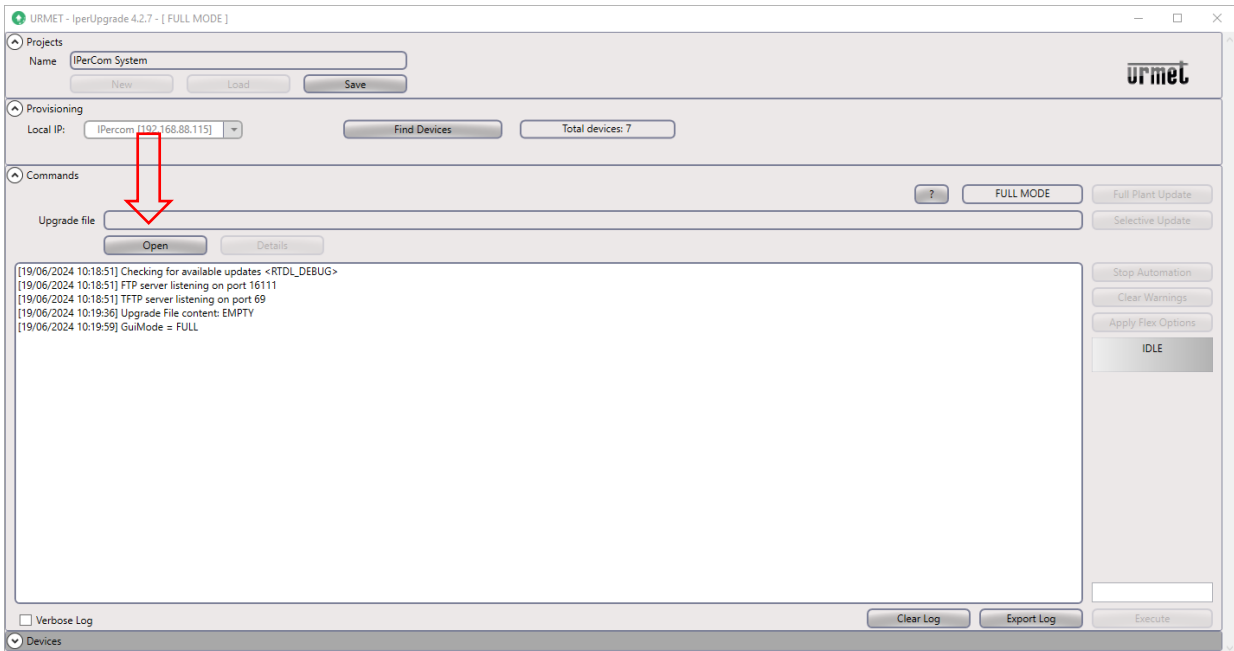 URMET - IperUpgrade 4.2.7 - [ FULL MODE ]
Projects
Name IPerCom System
urmet
New Load Save
Provisioning
Local IP: IPercom [192.168.88.115] Find Devices Total devices: 7
Commands
? FULL MODE Full Plant Update
Upgrade file Selective Update
Open Details
[19/06/2024 10:18:51] Checking for available updates <RTDL_DEBUG>
[19/06/2024 10:18:51] FTP server listening on port 16111
[19/06/2024 10:18:51] TFTP server listening on port 69
[19/06/2024 10:19:36] Upgrade File content: EMPTY
[19/06/2024 10:19:59] GuiMode = FULL
Stop Automation
Clear Warnings
Apply Flex Options
IDLE
Verbose Log Clear Log Export Log Execute
Devices